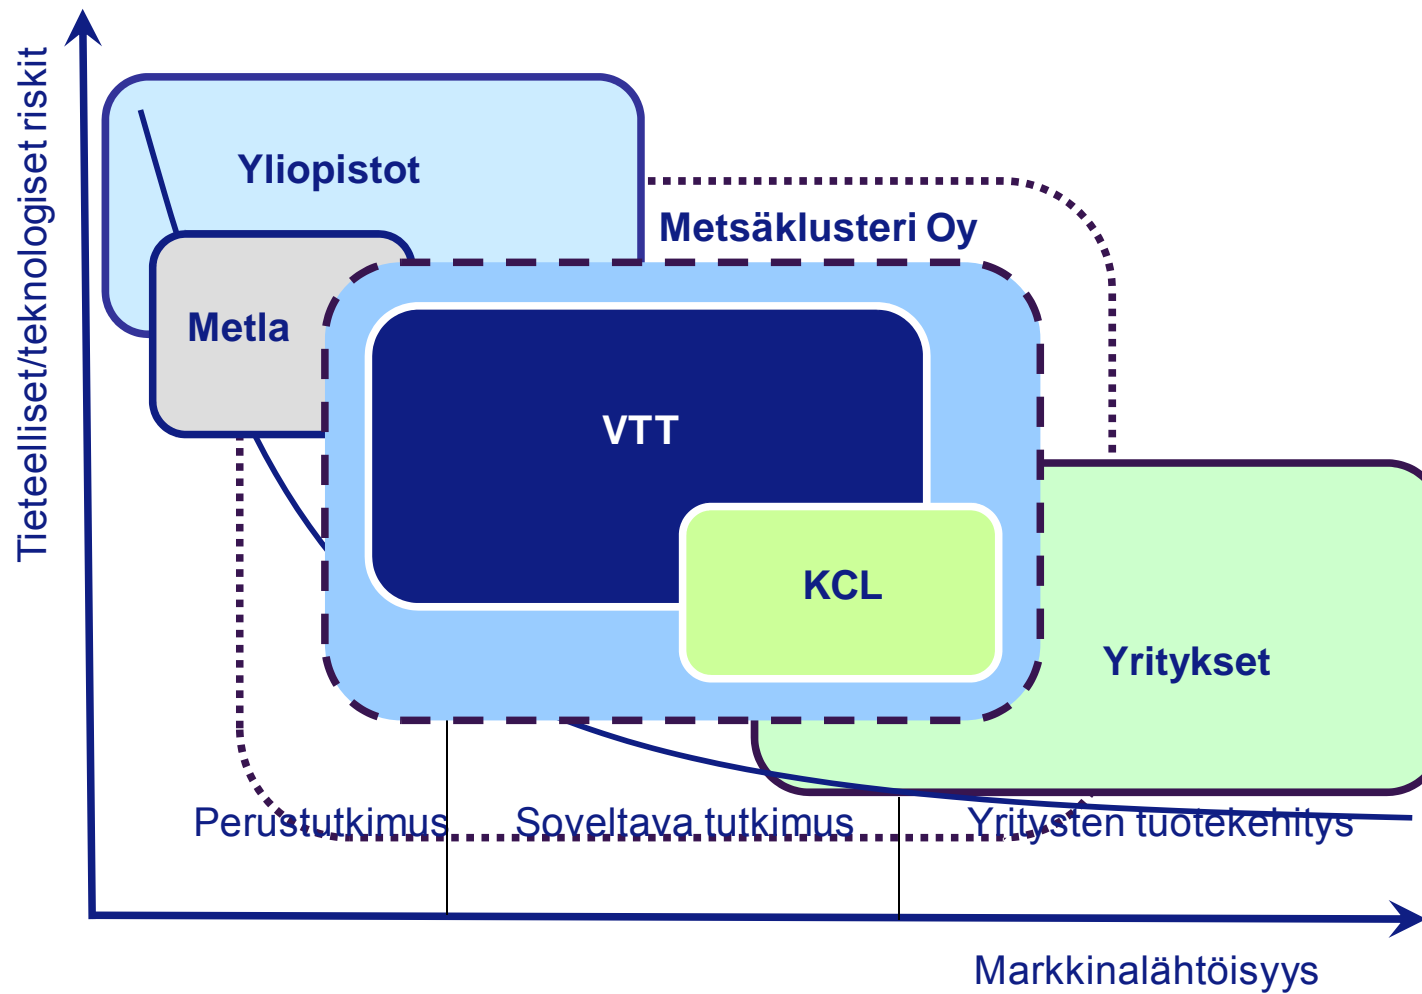 Tieteelliset/teknologiset riskit
Yliopistot
Metsäklusteri Oy
Metla
VTT
KCL
Yritykset
Perustutkimus
Soveltava tutkimus
Yritysten tuotekehitys
Markkinalähtöisyys